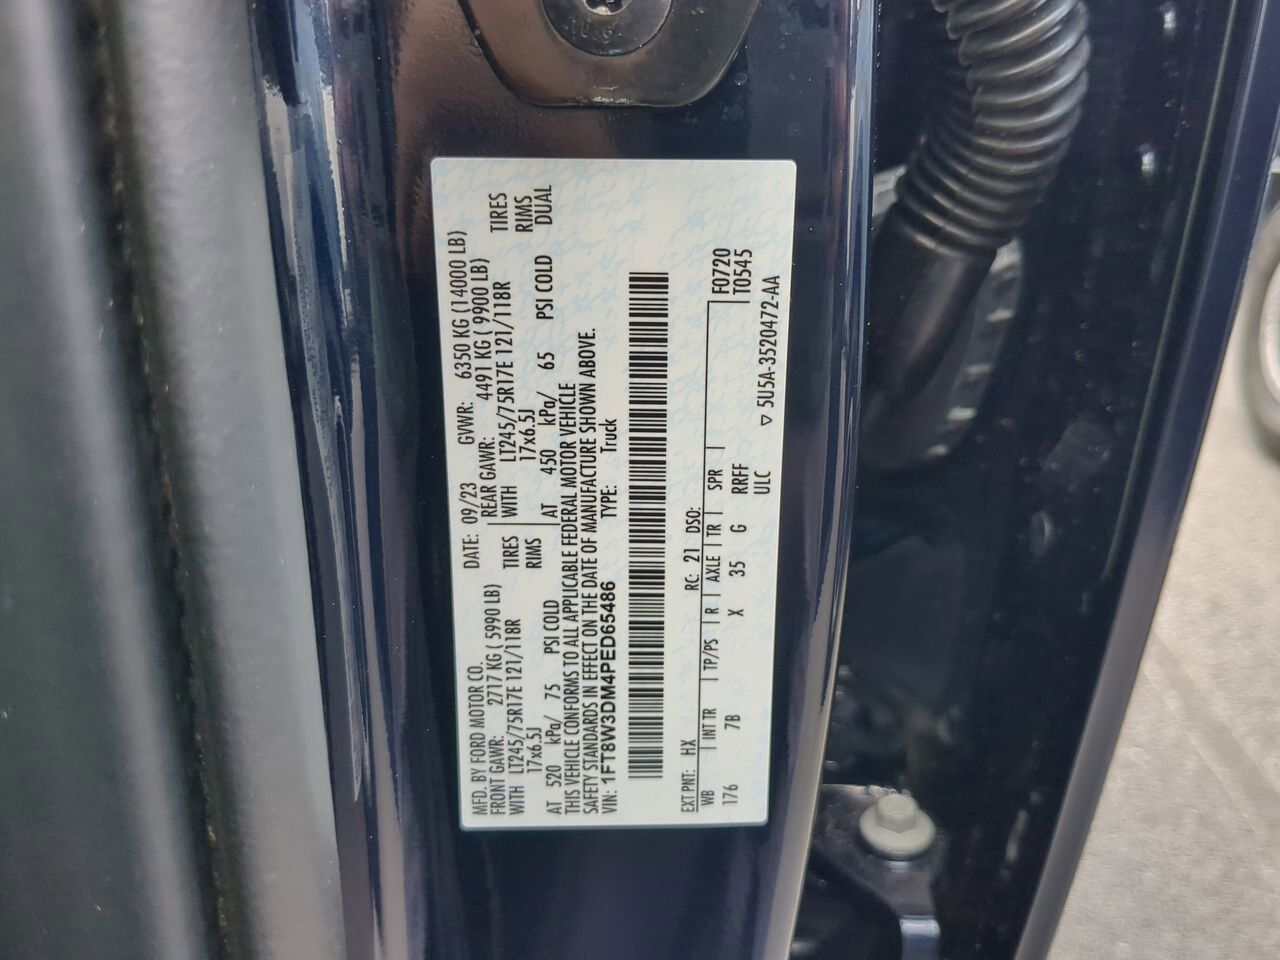 MFD. BY FORD MOTOR CO.
DATE: 09/23 GVWR: 6350 KG (14000 LB)
FRONT GAWR: 2717 KG ( 5990 LB)
REAR GAWR: 4491 KG ( 9900 LB)
WITH LT245/75R17E 121/118R TIRES
WITH LT245/75R17E 121/118R TIRES
17x6.5J RIMS
17x6.5J RIMS
AT 520 kPa/ 75 PSI COLD
AT 450 kPa/ 65 PSI COLD DUAL
THIS VEHICLE CONFORMS TO ALL APPLICABLE FEDERAL MOTOR VEHICLE
SAFETY STANDARDS IN EFFECT ON THE DATE OF MANUFACTURE SHOWN ABOVE.
VIN: 1FT8W3DM4PED65486 TYPE: Truck
EXT PNT: HX RC: 21 DSO:
WB INT TR TP/PS R AXLE TR SPR F0720
176 7B X 35 G RRFF T0545
ULC ▽ 5U5A-3520472-AA